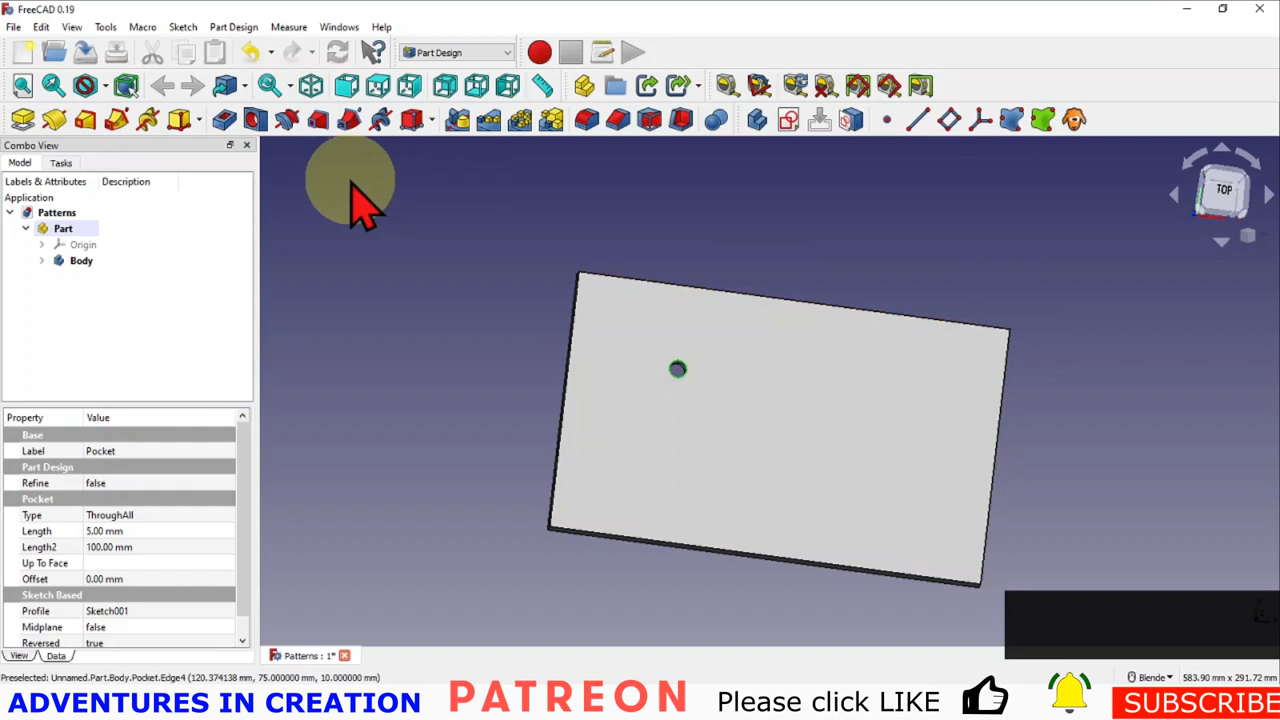 FreeCAD 0.19
File Edit View Tools Macro Sketch Part Design Measure Windows Help
Part Design
Combo View
Model Tasks
Labels & Attributes Description
Application
Patterns
Part
Origin
Body
TOP
Property Value
Base
Label Pocket
Part Design
Refine false
Pocket
Type ThroughAll
Length 5.00 mm
Length2 100.00 mm
Up To Face
Offset 0.00 mm
Sketch Based
Profile Sketch001
Midplane false
Reversed true
View Data
Patterns : 1*
Preselected: Unnamed.Part.Body.Pocket.Edge4 (120.374138 mm, 75.000000 mm, 10.000000 mm)
Blende
583.90 mm x 291.72 mm
ADVENTURES IN CREATION PATREON Please click LIKE SUBSCRIBE